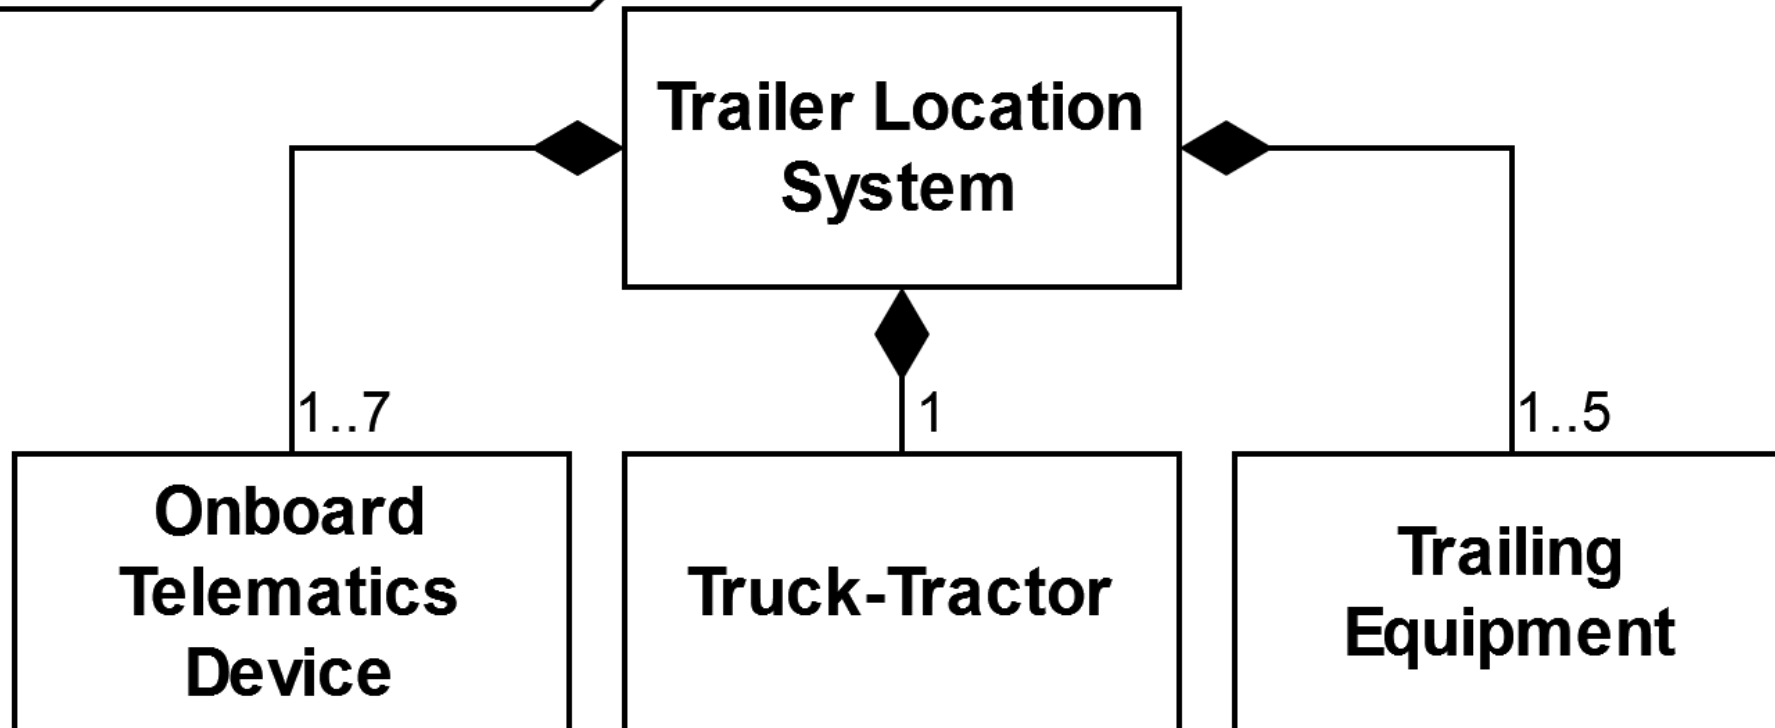 Trailer Location
System
1..7
1
1..5
Onboard
Telematics
Device
Truck-Tractor
Trailing
Equipment